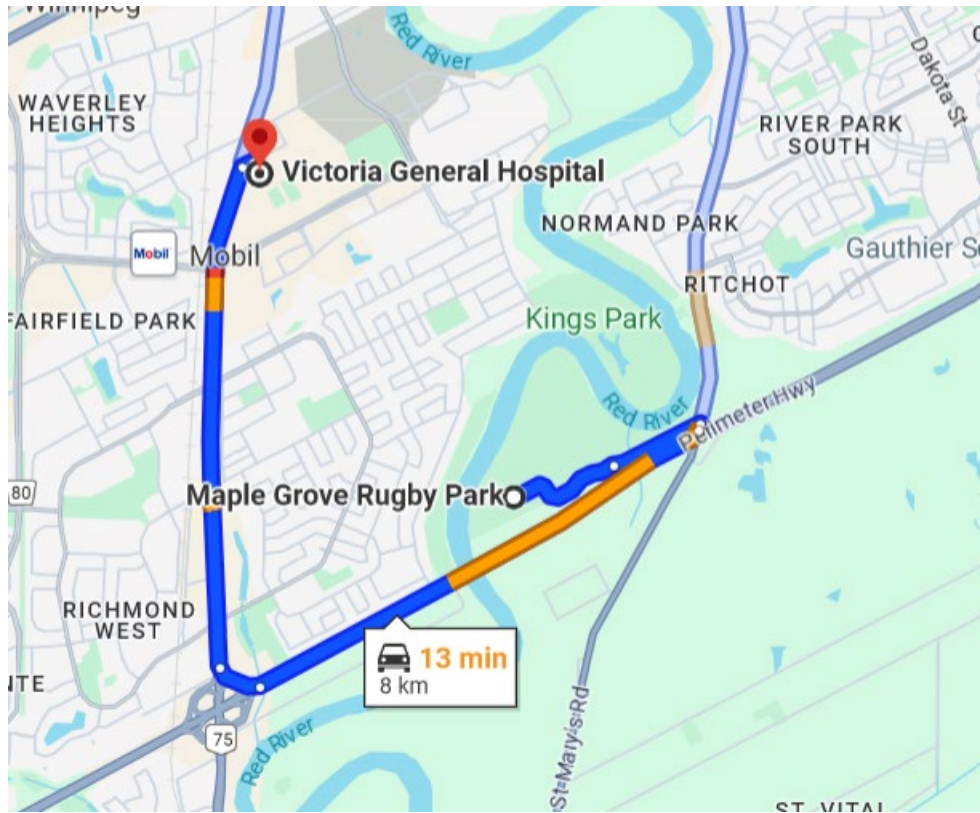 Winnipeg
Red River
WAVERLEY
HEIGHTS
Dakota St
RIVER PARK
SOUTH
Victoria General Hospital
NORMAND PARK
Mobil
Mobil
Gauthier S
RITCHOT
FAIRFIELD PARK
Kings Park
Red River
Perimeter Hwy
80
Maple Grove Rugby Park
RICHMOND
WEST
13 min
8 km
NTE
75
Red River
St Mary's Rd
ST. VITAL